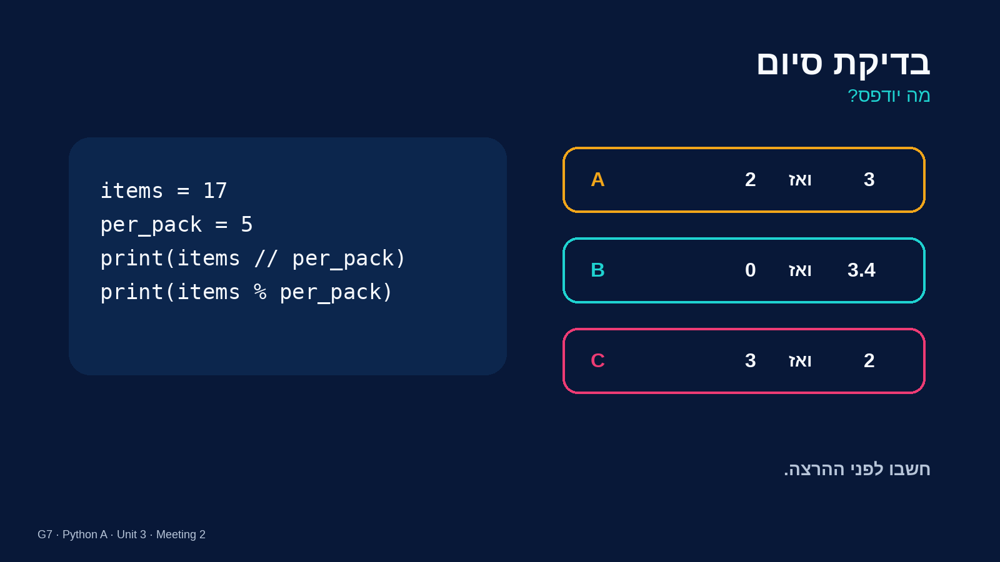 בדיקת סיום
מה יודפס?
items = 17
per_pack = 5
print(items // per_pack)
print(items % per_pack)
A 3 ואז 2
B 3.4 ואז 0
C 2 ואז 3
חשבו לפני ההרצה.
G7 · Python A · Unit 3 · Meeting 2